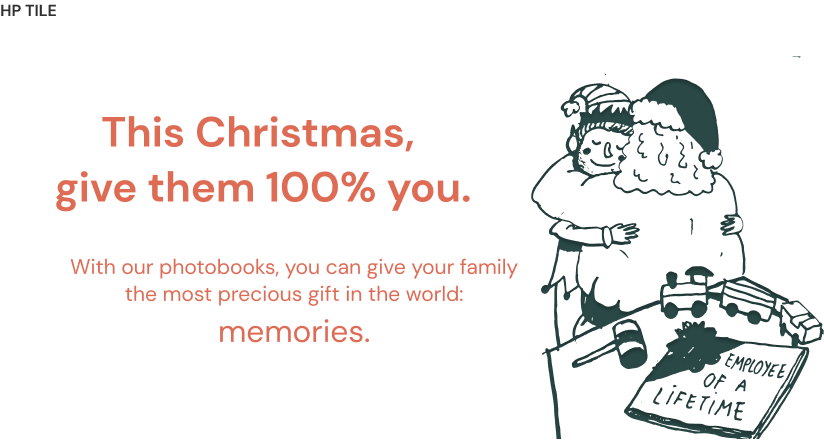 HP TILE
This Christmas,
give them 100% you.
With our photobooks, you can give your family
the most precious gift in the world:
memories.
EMPLOYEE
OF A
LIFETIME